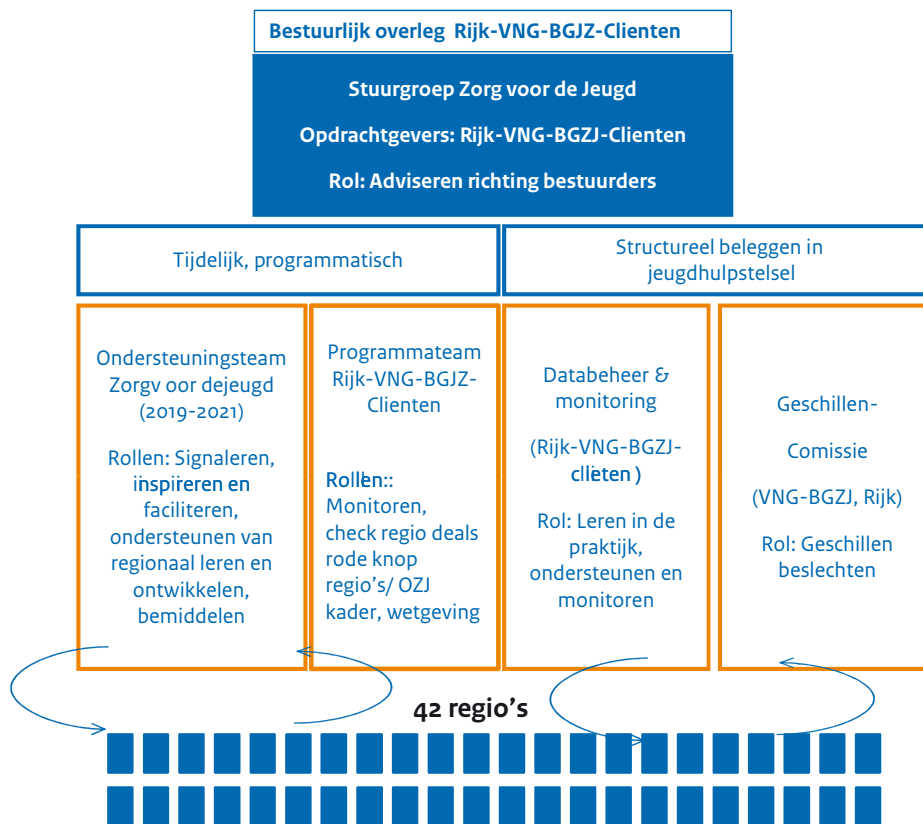 Bestuurlijk overleg Rijk-VNG-BGJZ-Clienten
Stuurgroep Zorg voor de Jeugd
Opdrachtgevers: Rijk-VNG-BGZJ-Clienten
Rol: Adviseren richting bestuurders
Tijdelijk, programmatisch
Structureel beleggen in
jeugdhulpstelsel
Ondersteuningsteam
Zorgv oor dejeugd
(2019-2021)
Rollen: Signaleren,
inspireren en
faciliteren,
ondersteunen van
regionaal leren en
ontwikkelen,
bemiddelen
Programmateam
Rijk-VNG-BGJZ-
Clienten
Rollen::
Monitoren,
check regio deals
rode knop
regio's/ OZJ
kader, wetgeving
Databeheer &
monitoring
(Rijk-VNG-BGZJ-
clieten )
Rol: Leren in de
praktijk,
ondersteunen en
monitoren
Geschillen-
Comissie
(VNG-BGZJ, Rijk)
Rol: Geschillen
beslechten
42 regio's